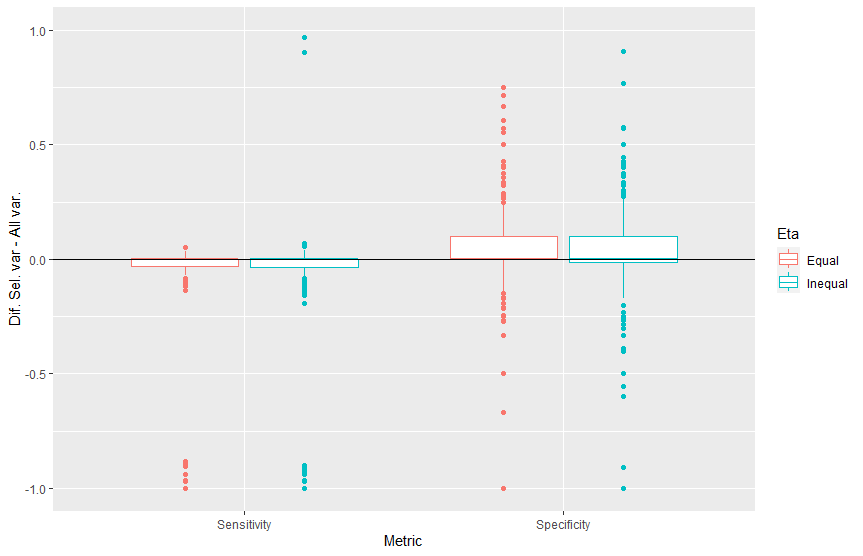 Dif. Sel. var - All var.
1.0
0.5
0.0
-0.5
-1.0
Sensitivity
Specificity
Metric
Eta
Equal
Inequal